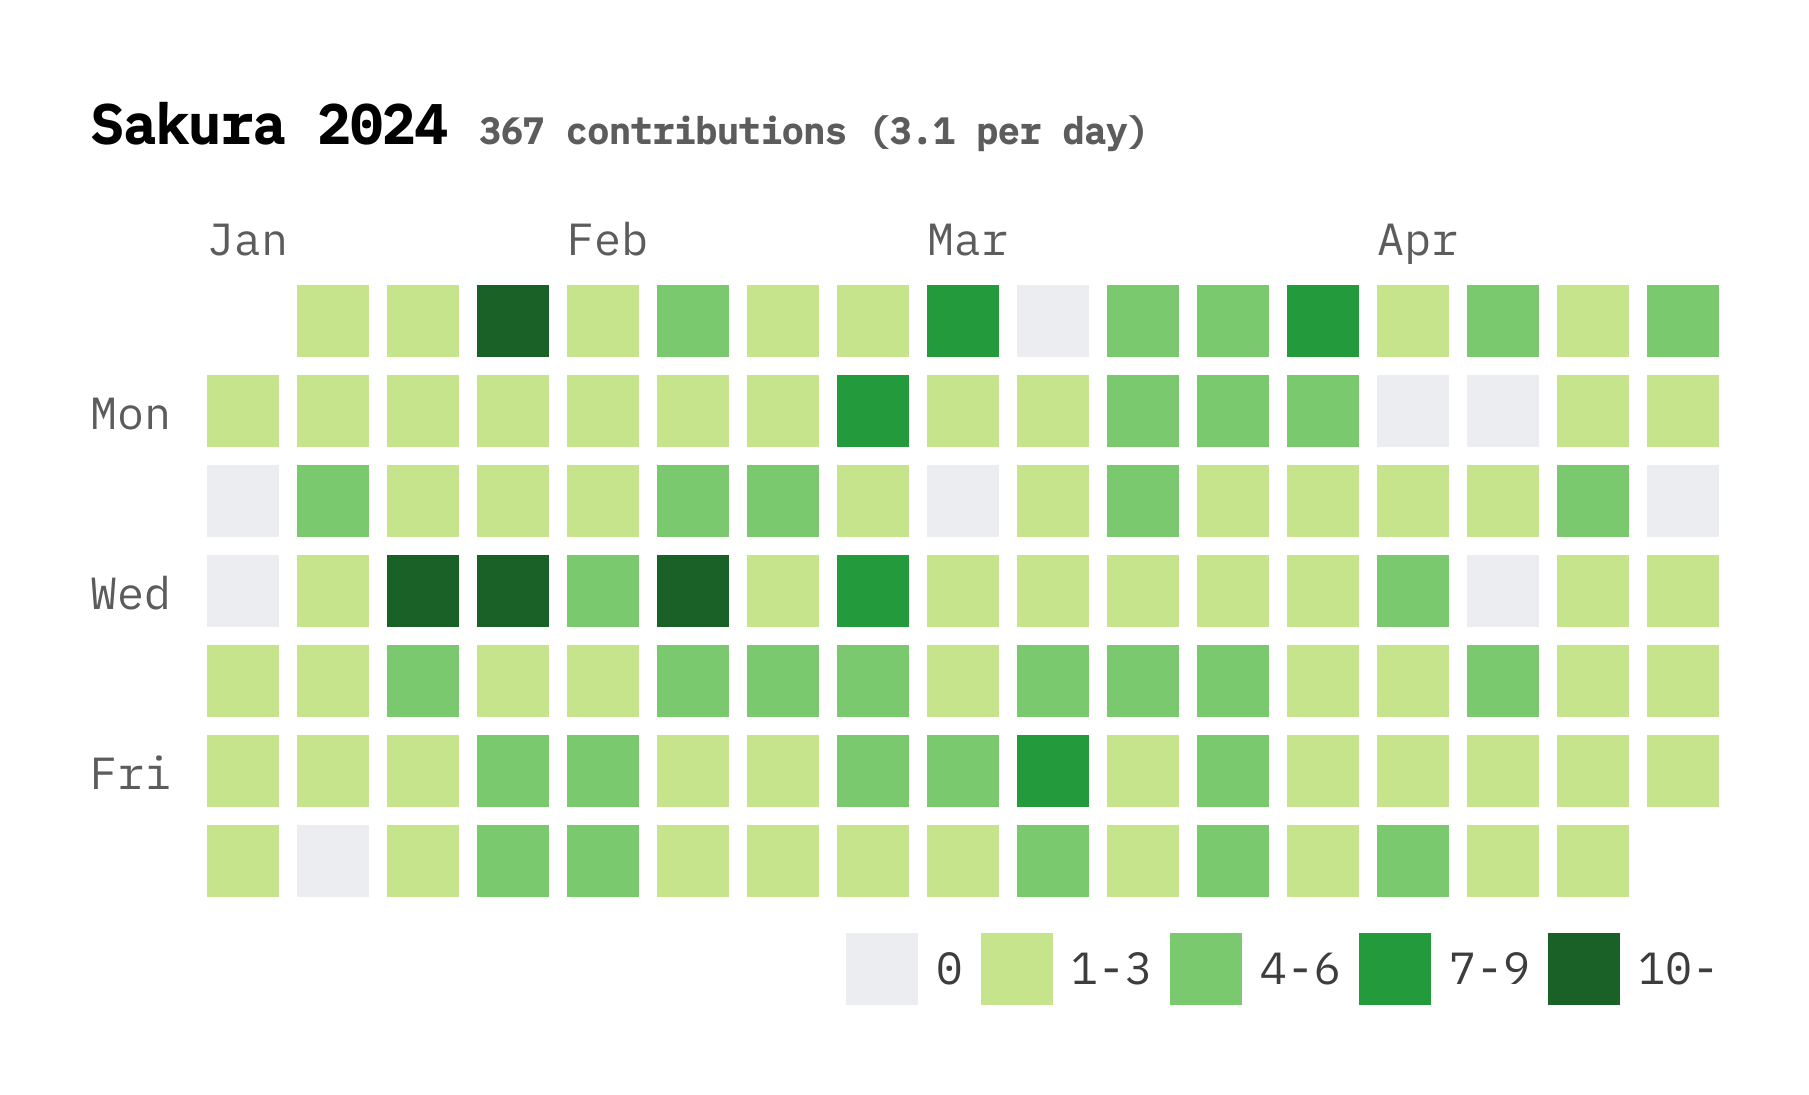 Sakura 2024 367 contributions (3.1 per day)
Jan Feb Mar Apr
Mon
Wed
Fri
0 1-3 4-6 7-9 10-